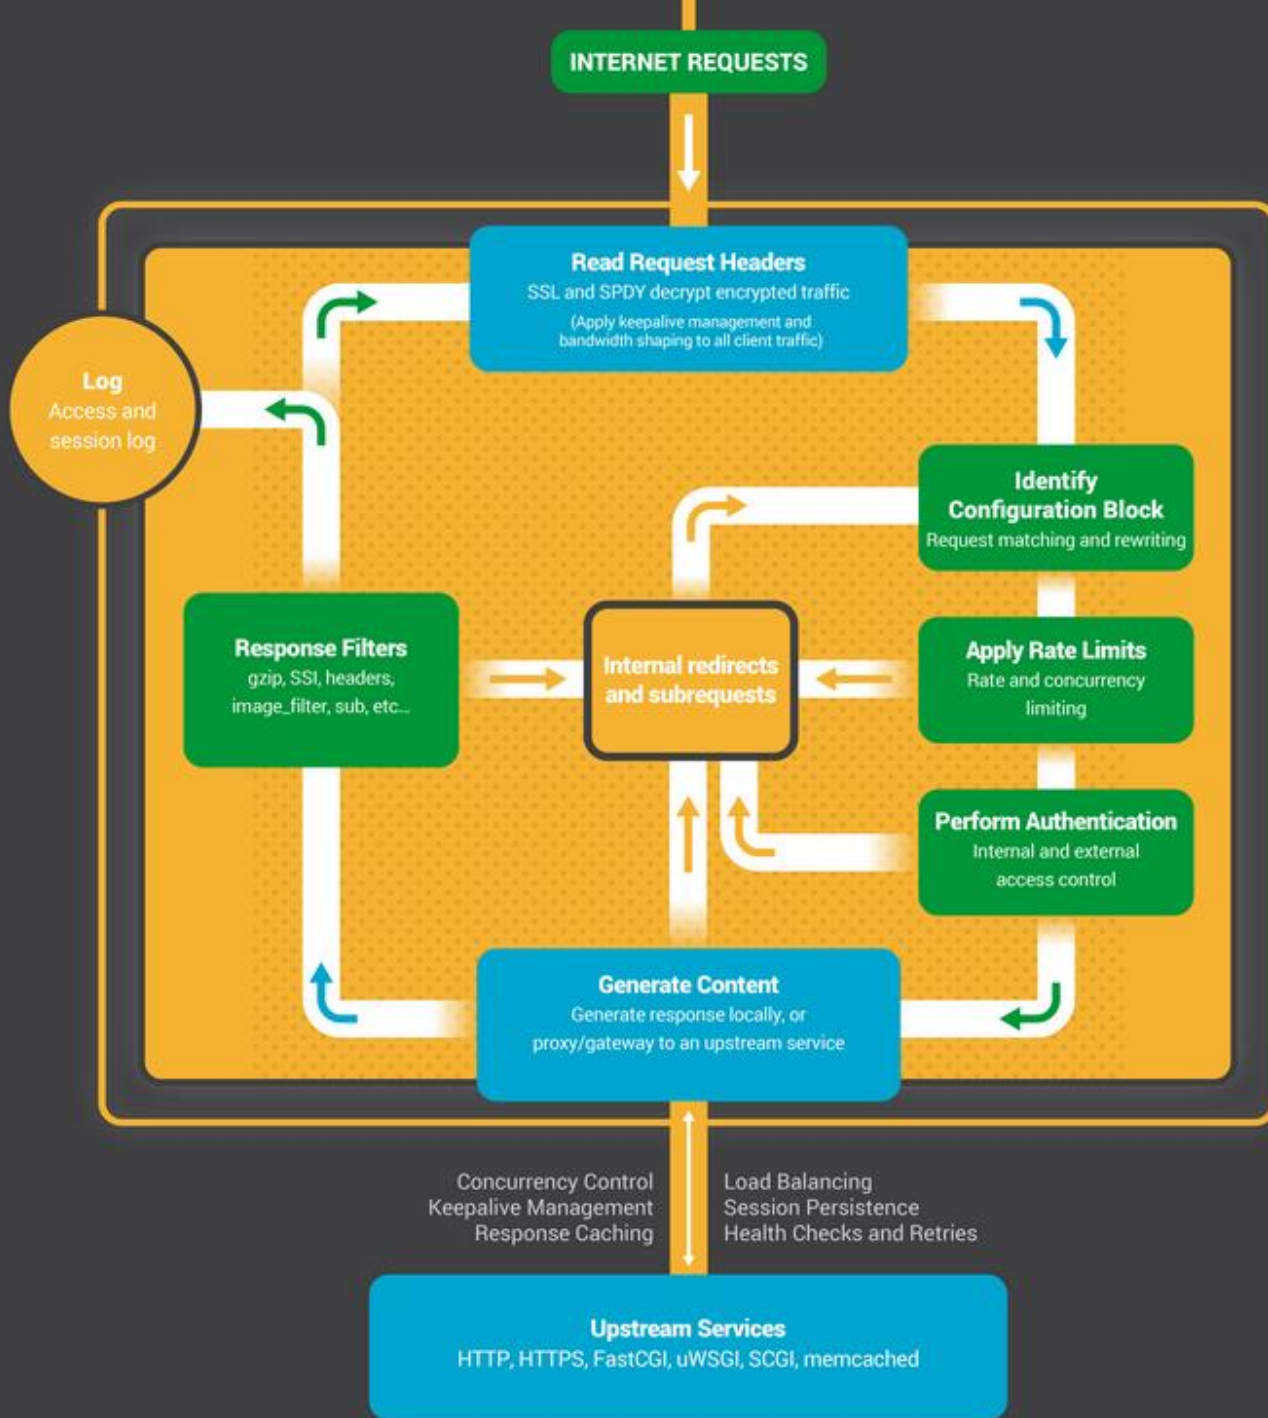 INTERNET REQUESTS
Read Request Headers
SSL and SPDY decrypt encrypted traffic
(Apply keepalive management and
bandwidth shaping to all client traffic)
Log
Access and
session log
Identify
Configuration Block
Request matching and rewriting
Response Filters
gzip, SSI, headers,
image_filter, sub, etc...
Internal redirects
and subrequests
Apply Rate Limits
Rate and concurrency
limiting
Perform Authentication
Internal and external
access control
Generate Content
Generate response locally, or
proxy/gateway to an upstream service
Concurrency Control
Keepalive Management
Response Caching
Load Balancing
Session Persistence
Health Checks and Retries
Upstream Services
HTTP, HTTPS, FastCGI, uWSGI, SCGI, memcached